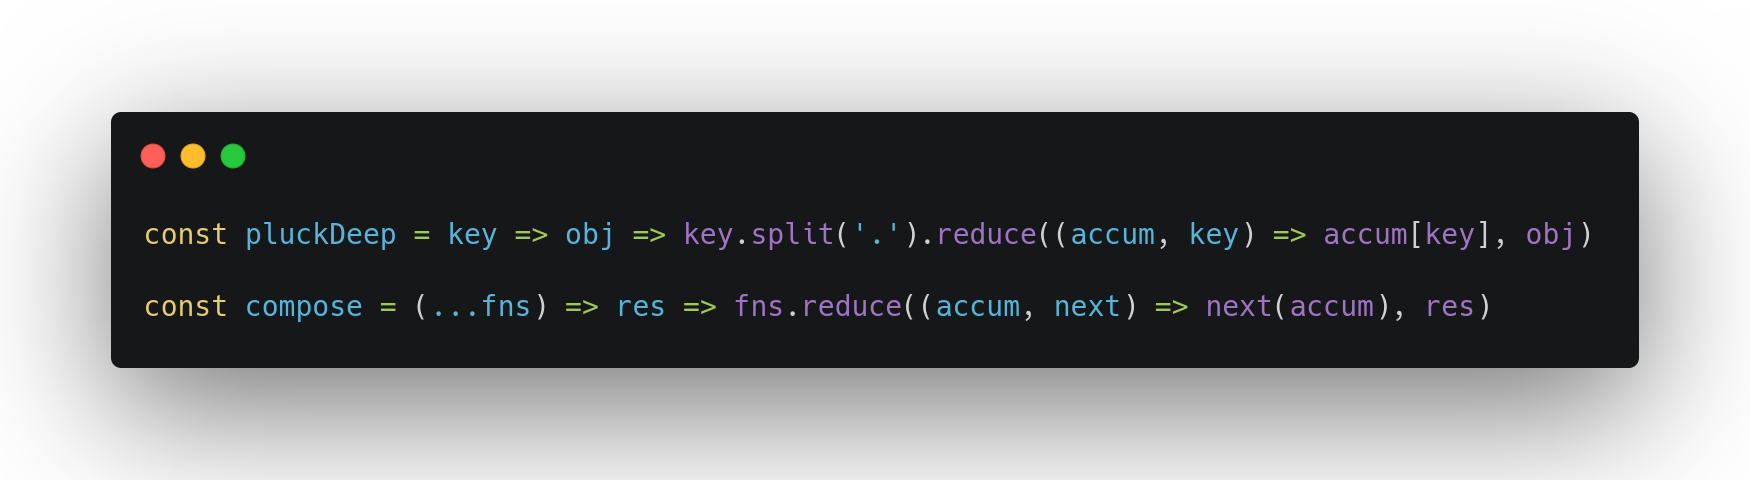 const pluckDeep = key => obj => key.split('.').reduce((accum, key) => accum[key], obj)
const compose = (...fns) => res => fns.reduce((accum, next) => next(accum), res)